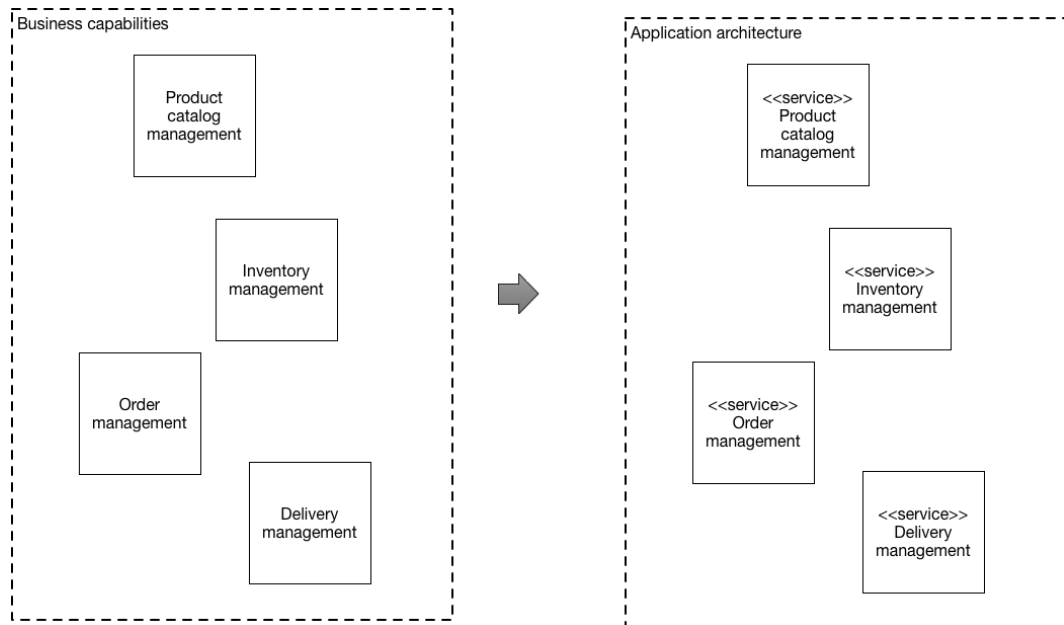 Business capabilities
Product
catalog
management
Inventory
management
Order
management
Delivery
management
Application architecture
<<service>>
Product
catalog
management
<<service>>
Inventory
management
<<service>>
Order
management
<<service>>
Delivery
management